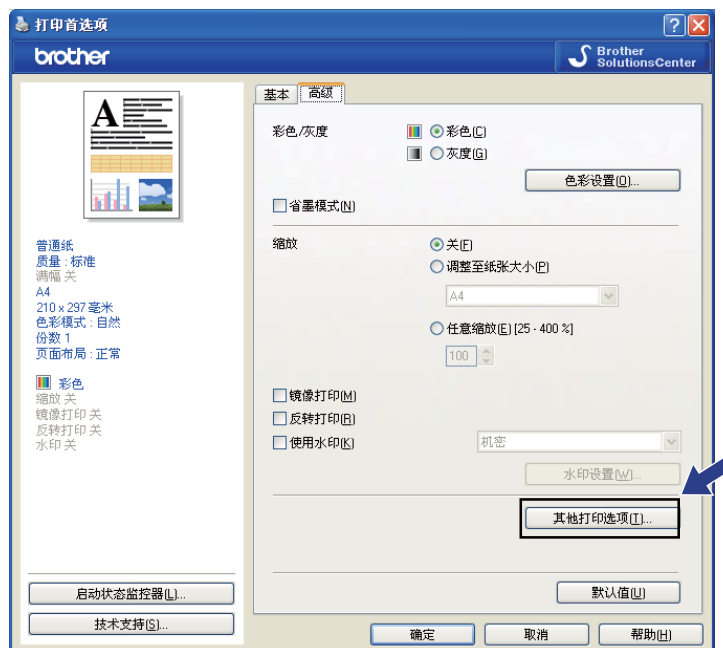 打印首选项
brother
Brother
SolutionsCenter
基本 高级
A
普通纸
质量 : 标准
满幅 关
A4
210 x 297 毫米
色彩模式 : 自然
份数 1
页面布局 : 正常
彩色
缩放 关
镜像打印 关
反转打印 关
水印 关
启动状态监控器(L)...
技术支持(S)...
彩色/灰度
彩色(C)
灰度(G)
色彩设置(O)...
省墨模式(N)
缩放
关(F)
调整至纸张大小(P)
A4
任意缩放(E) [25 - 400 %]
100
镜像打印(M)
反转打印(R)
使用水印(K)
机密
水印设置(W)...
其他打印选项(T)...
默认值(U)
确定 取消 帮助(H)